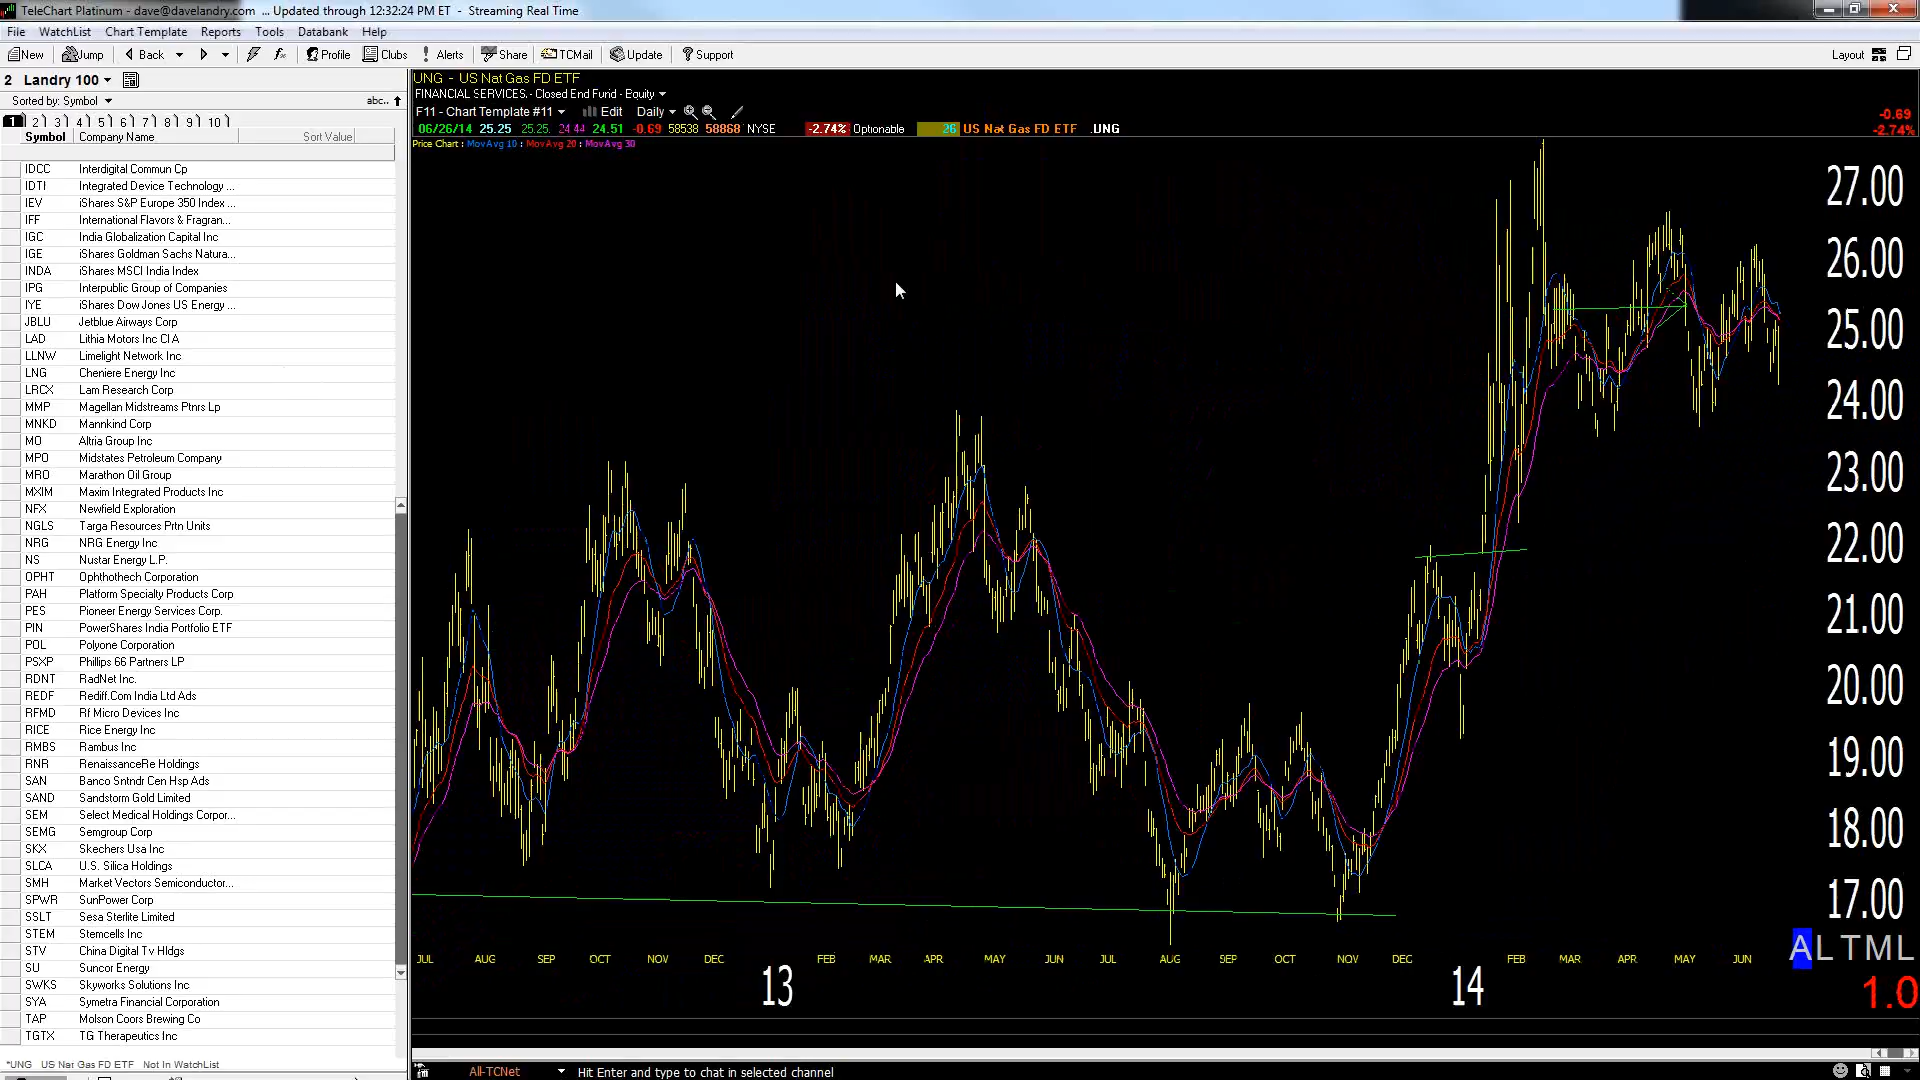 TeleChart Platinum - dave@davelandry.com ... Updated through 12:32:24 PM ET - Streaming Real Time
File WatchList Chart Template Reports Tools Databank Help
New Jump Back Profile Clubs Alerts Share TCMail Update Support Layout
2 Landry 100
Sorted by: Symbol abc..
1 2 3 4 5 6 7 8 9 10
Symbol Company Name Sort Value
IDCC Interdigital Commun Cp
IDTI Integrated Device Technology ...
IEV iShares S&P Europe 350 Index ...
IFF International Flavors & Fragran...
IGC India Globalization Capital Inc
IGE iShares Goldman Sachs Natura...
INDA iShares MSCI India Index
IPG Interpublic Group of Companies
IYE iShares Dow Jones US Energy ...
JBLU Jetblue Airways Corp
LAD Lithia Motors Inc Cl A
LLNW Limelight Network Inc
LNG Cheniere Energy Inc
LRCX Lam Research Corp
MMP Magellan Midstreams Ptnrs Lp
MNKD Mannkind Corp
MO Altria Group Inc
MPO Midstates Petroleum Company
MRO Marathon Oil Group
MXIM Maxim Integrated Products Inc
NFX Newfield Exploration
NGLS Targa Resources Prtn Units
NRG NRG Energy Inc
NS Nustar Energy L.P.
OPHT Ophthotech Corporation
PAH Platform Specialty Products Corp
PES Pioneer Energy Services Corp.
PIN PowerShares India Portfolio ETF
POL Polyone Corporation
PSXP Phillips 66 Partners LP
RDNT RadNet Inc.
REDF Rediff.Com India Ltd Ads
RFMD Rf Micro Devices Inc
RICE Rice Energy Inc
RMBS Rambus Inc
RNR RenaissanceRe Holdings
SAN Banco Sntndr Cen Hsp Ads
SAND Sandstorm Gold Limited
SEM Select Medical Holdings Corpor...
SEMG Semgroup Corp
SKX Skechers Usa Inc
SLCA U.S. Silica Holdings
SMH Market Vectors Semiconductor...
SPWR SunPower Corp
SSLT Sesa Sterlite Limited
STEM Stemcells Inc
STV China Digital Tv Hldgs
SU Suncor Energy
SWKS Skyworks Solutions Inc
SYA Symetra Financial Corporation
TAP Molson Coors Brewing Co
TGTX TG Therapeutics Inc
*UNG US Nat Gas FD ETF Not In WatchList
UNG - US Nat Gas FD ETF
FINANCIAL SERVICES - Closed End Fund - Equity
F11 - Chart Template #11 Edit Daily
06/26/14 25.25 25.25 24.44 24.51 -0.69 58538 58868 NYSE -2.74% Optionable 26 US Nat Gas FD ETF .UNG
-0.69
-2.74%
Price Chart : MovAvg 10 : MovAvg 20 : MovAvg 30
27.00
26.00
25.00
24.00
23.00
22.00
21.00
20.00
19.00
18.00
17.00
ALTML
JUL AUG SEP OCT NOV DEC FEB MAR APR MAY JUN JUL AUG SEP OCT NOV DEC FEB MAR APR MAY JUN
13 14
1.0
All-TCNet Hit Enter and type to chat in selected channel